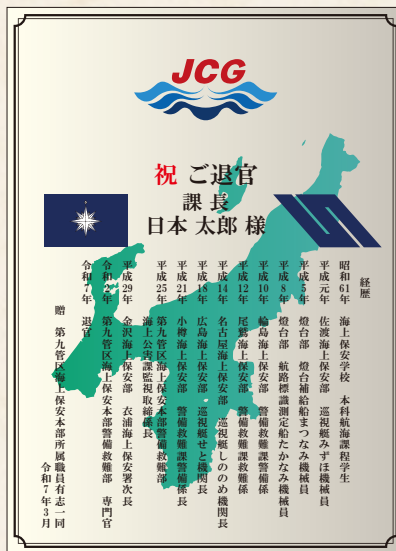 JCG
祝 ご退官
課長
日本 太郎 様
経歴
昭和61年 海上保安学校 本科航海課程学生
平成元年 佐渡海上保安部 巡視艇みずほ機械員
平成5年 燈台部 燈台補給船まつなみ機械員
平成8年 燈台部 航路標識測定船たかなみ機械員
平成10年 輪島海上保安部 警備救難課警備係
平成12年 尾鷲海上保安部 警備救難課救難係
平成14年 名古屋海上保安部 巡視艇しののめ機関長
平成18年 広島海上保安部 巡視艇せと機関長
平成21年 小樽海上保安部 警備救難課警備係長
平成25年 第九管区海上保安本部警備救難部
海上公害課監視取締係長
平成29年 金沢海上保安部 衣浦海上保安署次長
令和2年 第九管区海上保安本部警備救難部 専門官
令和7年 退官
贈 第九管区海上保安本部所属職員有志一同
令和7年3月